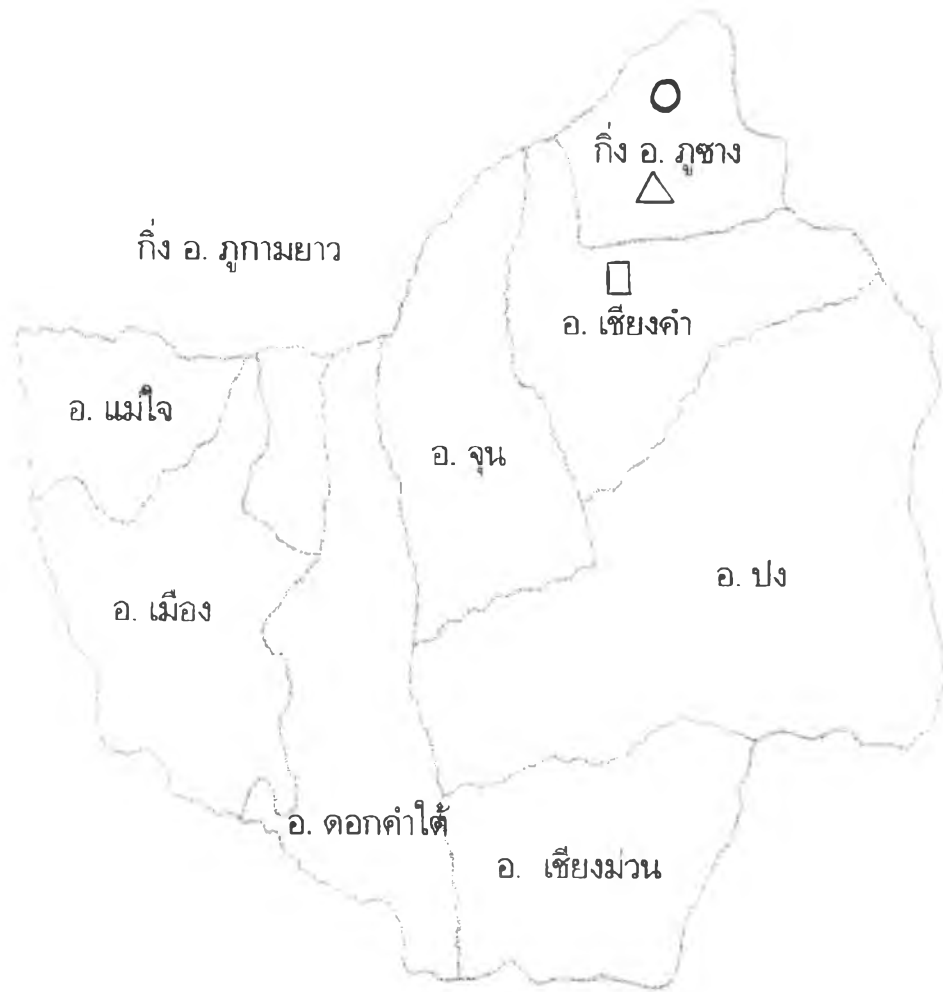 กิ่ง อ. ภูซาง
กิ่ง อ. ภูกามยาว
อ. เชียงคำ
อ. แม่ใจ
อ. จุน
อ. ปง
อ. เมือง
อ. ดอกคำใต้
อ. เชียงม่วน